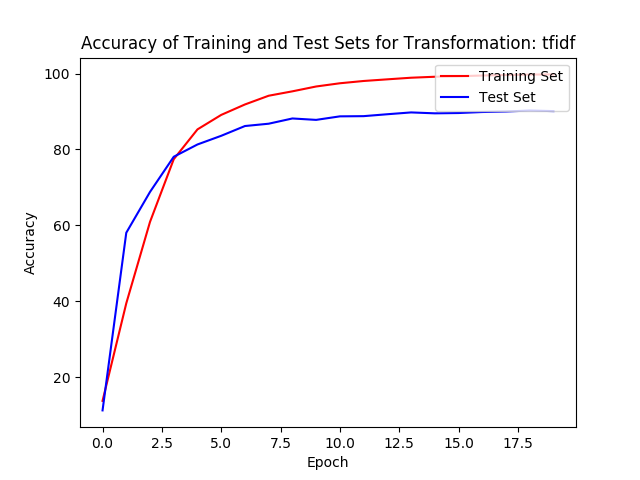 Accuracy of Training and Test Sets for Transformation: tfidf
100
80
60
40
20
Accuracy
Training Set
Test Set
0.0 2.5 5.0 7.5 10.0 12.5 15.0 17.5
Epoch